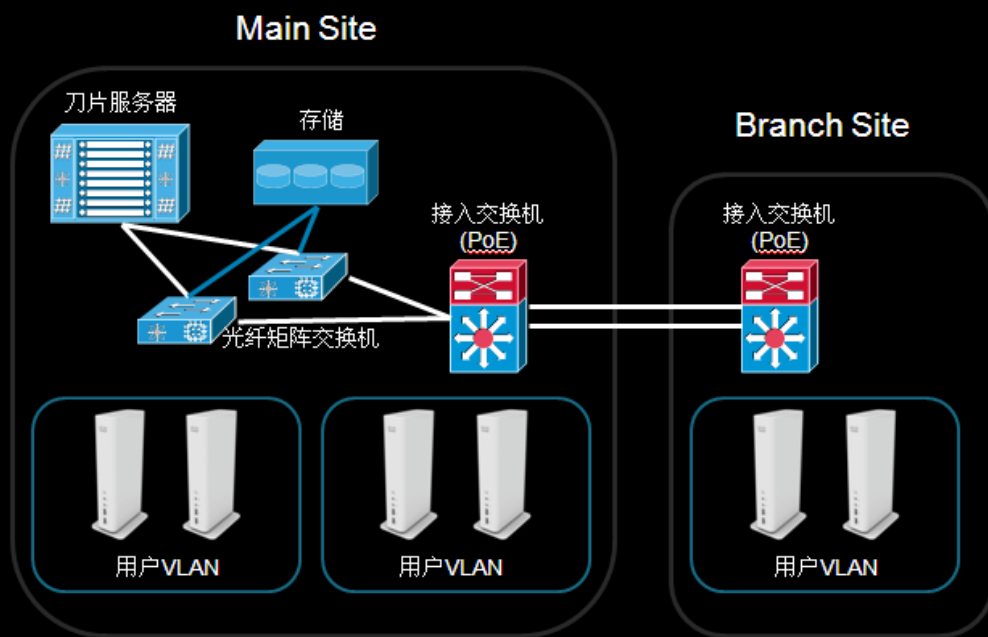 Main Site
刀片服务器
存储
Branch Site
接入交换机
(PoE)
接入交换机
(PoE)
光纤矩阵交换机
用户VLAN
用户VLAN
用户VLAN